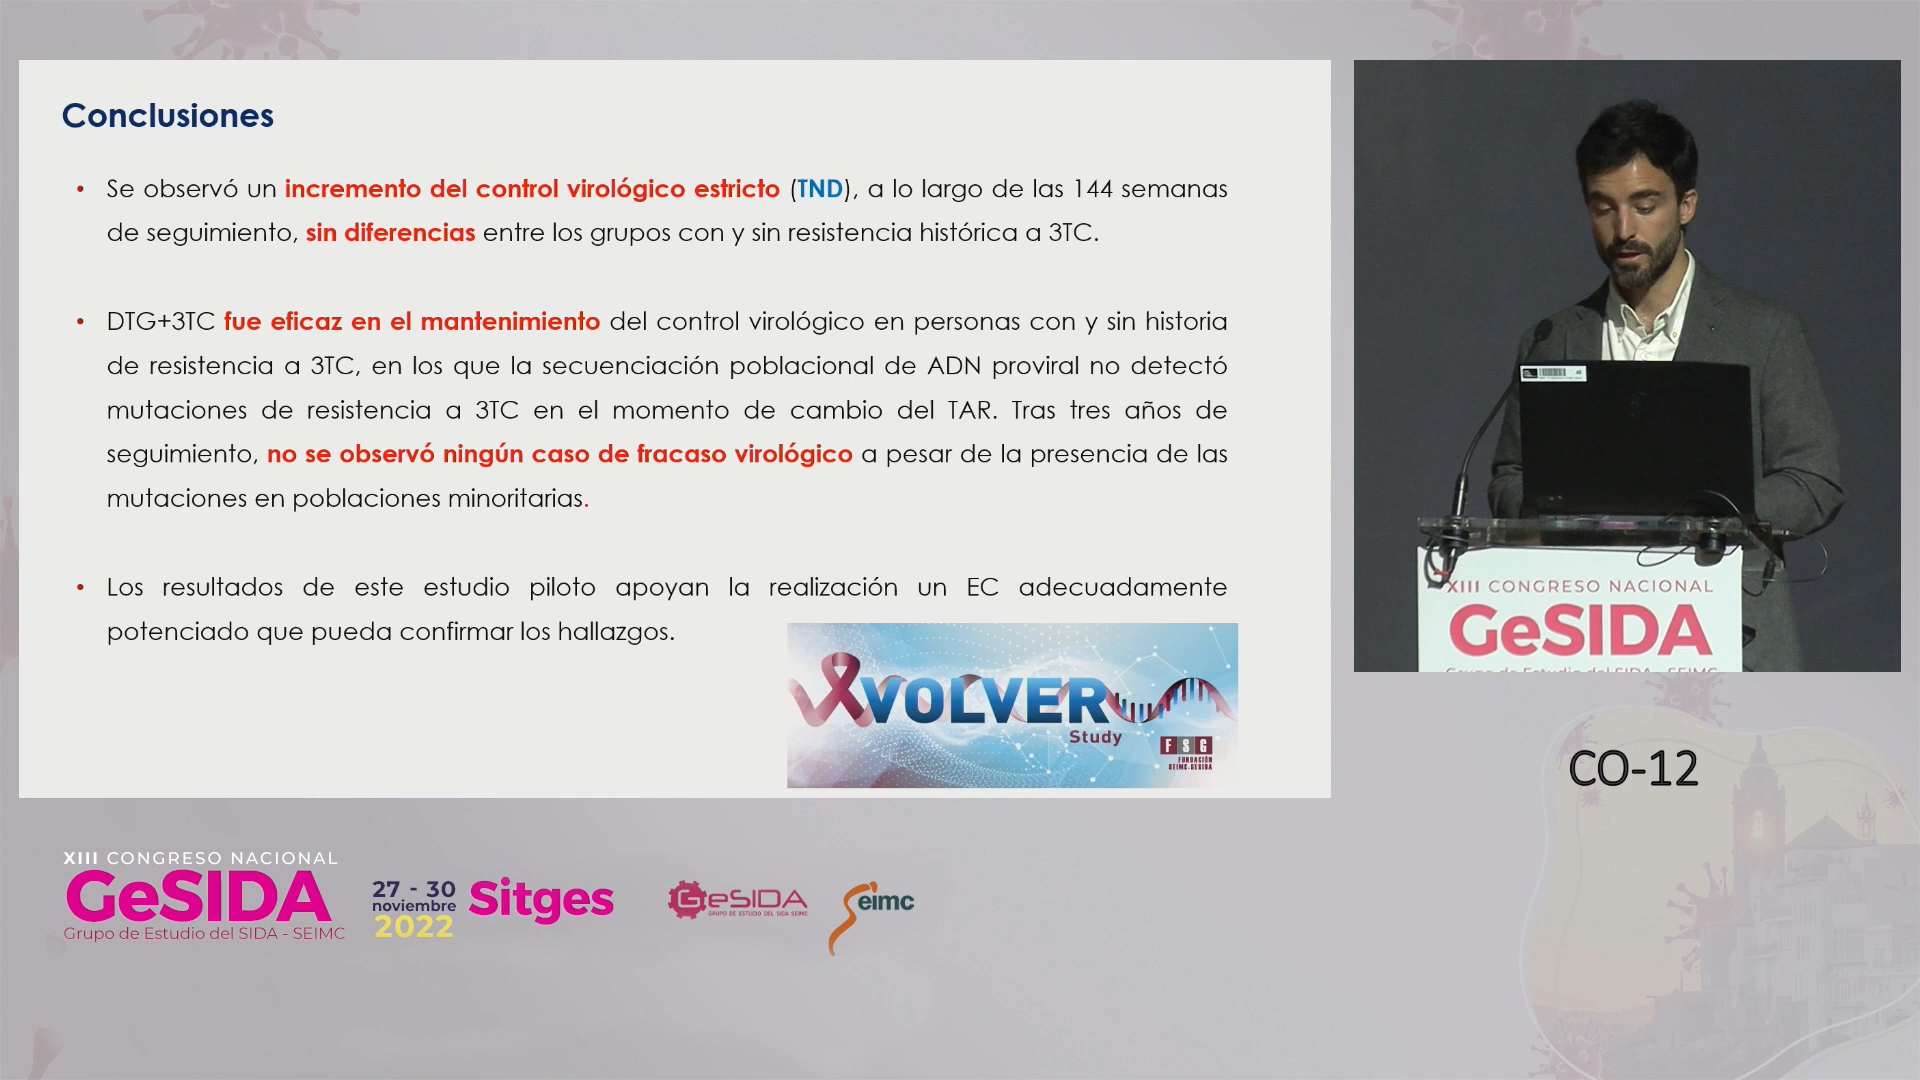 Conclusiones
• Se observó un incremento del control virológico estricto (TND), a lo largo de las 144 semanas
de seguimiento, sin diferencias entre los grupos con y sin resistencia histórica a 3TC.
• DTG+3TC fue eficaz en el mantenimiento del control virológico en personas con y sin historia
de resistencia a 3TC, en los que la secuenciación poblacional de ADN proviral no detectó
mutaciones de resistencia a 3TC en el momento de cambio del TAR. Tras tres años de
seguimiento, no se observó ningún caso de fracaso virológico a pesar de la presencia de las
mutaciones en poblaciones minoritarias.
• Los resultados de este estudio piloto apoyan la realización un EC adecuadamente
potenciado que pueda confirmar los hallazgos.
VOLVER
Study
FSG
FUNDACIÓN
SEIMC-GESIDA
XIII CONGRESO NACIONAL
GeSIDA
Grupo de Estudio del SIDA - SEIMC
CO-12
XIII CONGRESO NACIONAL
GeSIDA
Grupo de Estudio del SIDA - SEIMC
27 - 30
noviembre
2022
Sitges
GeSIDA
GRUPO DE ESTUDIO DEL SIDA SEIMC
Seimc